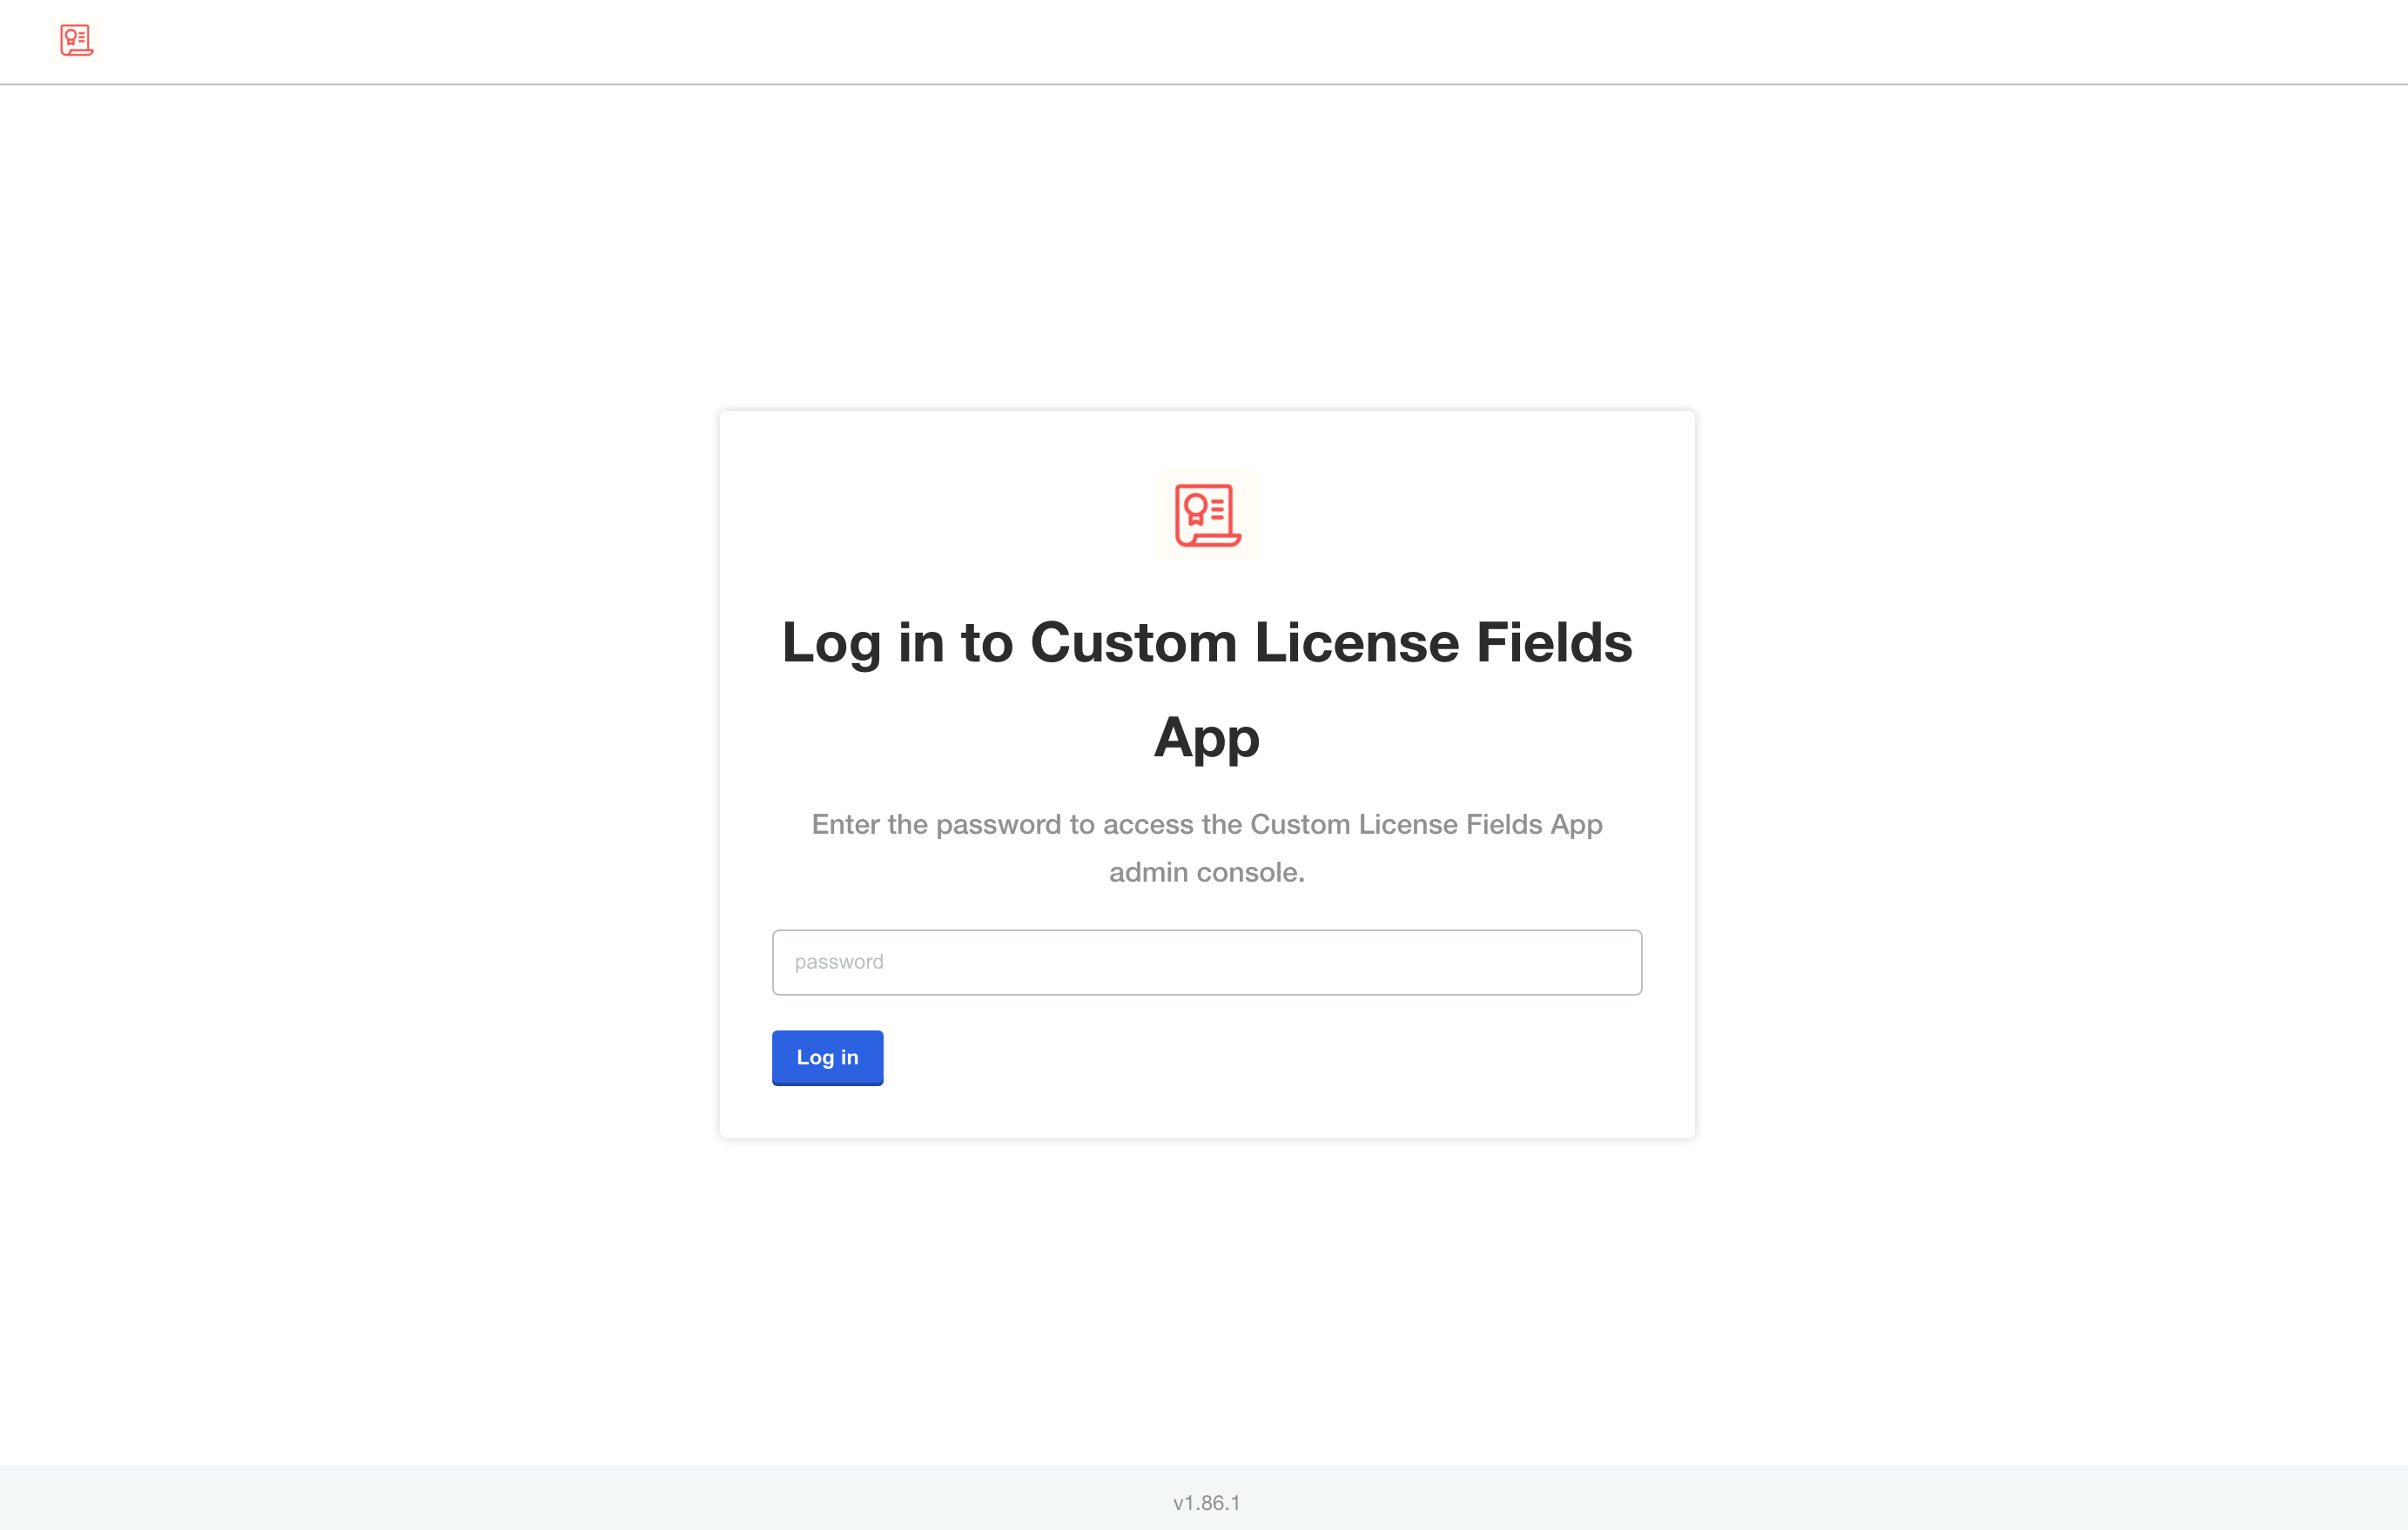 Log in to Custom License Fields
App
Enter the password to access the Custom License Fields App
admin console.
password
Log in
v1.86.1